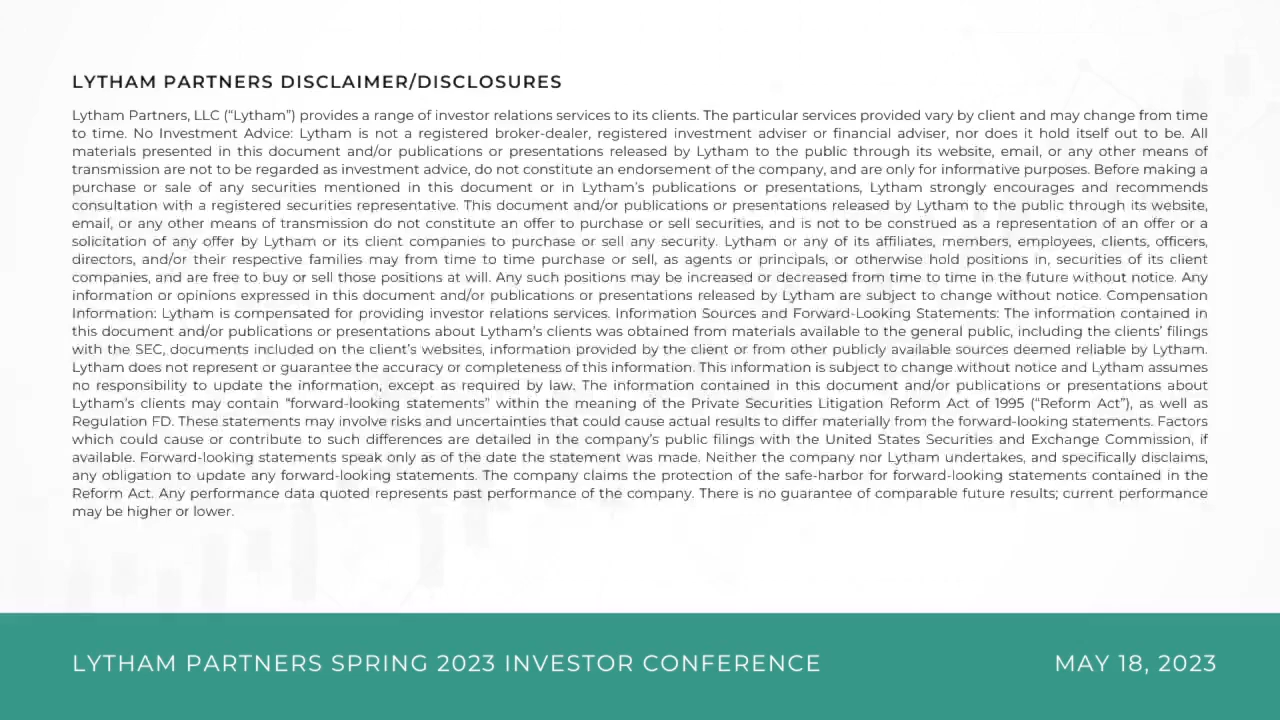 LYTHAM PARTNERS DISCLAIMER/DISCLOSURES
Lytham Partners, LLC (“Lytham”) provides a range of investor relations services to its clients. The particular services provided vary by client and may change from time
to time. No Investment Advice: Lytham is not a registered broker-dealer, registered investment adviser or financial adviser, nor does it hold itself out to be. All
materials presented in this document and/or publications or presentations released by Lytham to the public through its website, email, or any other means of
transmission are not to be regarded as investment advice, do not constitute an endorsement of the company, and are only for informative purposes. Before making a
purchase or sale of any securities mentioned in this document or in Lytham’s publications or presentations, Lytham strongly encourages and recommends
consultation with a registered securities representative. This document and/or publications or presentations released by Lytham to the public through its website,
email, or any other means of transmission do not constitute an offer to purchase or sell securities, and is not to be construed as a representation of an offer or a
solicitation of any offer by Lytham or its client companies to purchase or sell any security. Lytham or any of its affiliates, members, employees, clients, officers,
directors, and/or their respective families may from time to time purchase or sell, as agents or principals, or otherwise hold positions in, securities of its client
companies, and are free to buy or sell those positions at will. Any such positions may be increased or decreased from time to time in the future without notice. Any
information or opinions expressed in this document and/or publications or presentations released by Lytham are subject to change without notice. Compensation
Information: Lytham is compensated for providing investor relations services. Information Sources and Forward-Looking Statements: The information contained in
this document and/or publications or presentations about Lytham’s clients was obtained from materials available to the general public, including the clients’ filings
with the SEC, documents included on the client’s websites, information provided by the client or from other publicly available sources deemed reliable by Lytham.
Lytham does not represent or guarantee the accuracy or completeness of this information. This information is subject to change without notice and Lytham assumes
no responsibility to update the information, except as required by law. The information contained in this document and/or publications or presentations about
Lytham’s clients may contain “forward-looking statements” within the meaning of the Private Securities Litigation Reform Act of 1995 (“Reform Act”), as well as
Regulation FD. These statements may involve risks and uncertainties that could cause actual results to differ materially from the forward-looking statements. Factors
which could cause or contribute to such differences are detailed in the company’s public filings with the United States Securities and Exchange Commission, if
available. Forward-looking statements speak only as of the date the statement was made. Neither the company nor Lytham undertakes, and specifically disclaims,
any obligation to update any forward-looking statements. The company claims the protection of the safe-harbor for forward-looking statements contained in the
Reform Act. Any performance data quoted represents past performance of the company. There is no guarantee of comparable future results; current performance
may be higher or lower.
LYTHAM PARTNERS SPRING 2023 INVESTOR CONFERENCE
MAY 18, 2023